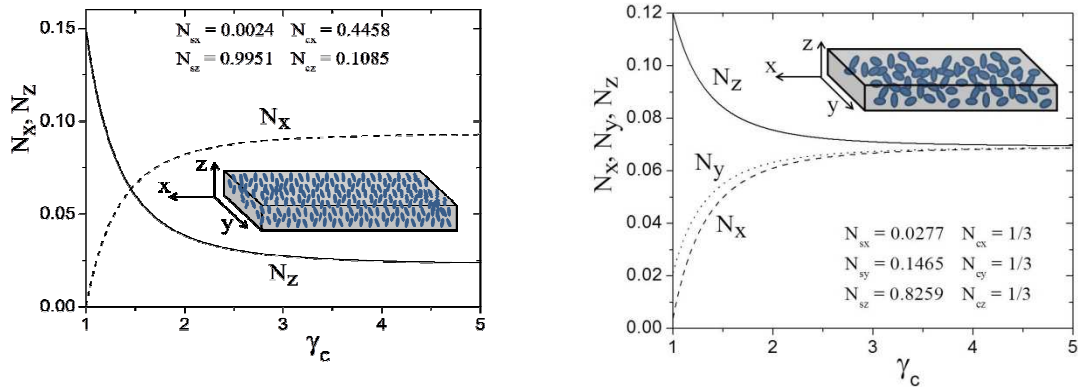 N_sx = 0.0024 N_cx = 0.4458
N_sz = 0.9951 N_cz = 0.1085
N_x, N_z
0.15
0.10
0.05
0.00
N_x
z
x
y
N_z
1 2 3 4 5
γ_c
N_x, N_y, N_z
0.12
0.10
0.08
0.06
0.04
0.02
0.00
N_z
z
x
y
N_y
N_x
N_sx = 0.0277 N_cx = 1/3
N_sy = 0.1465 N_cy = 1/3
N_sz = 0.8259 N_cz = 1/3
1 2 3 4 5
γ_c